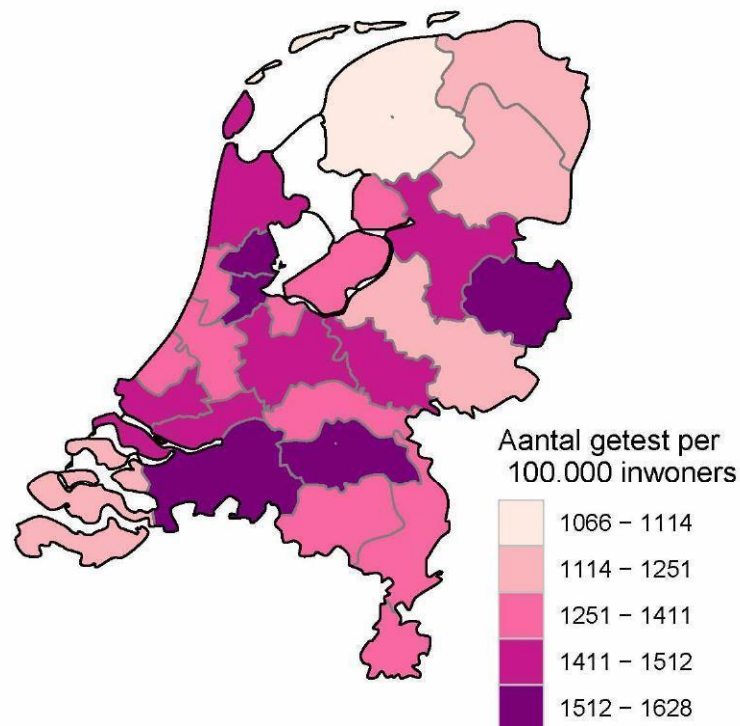 Aantal getest per
100.000 inwoners
1066 – 1114
1114 – 1251
1251 – 1411
1411 – 1512
1512 – 1628